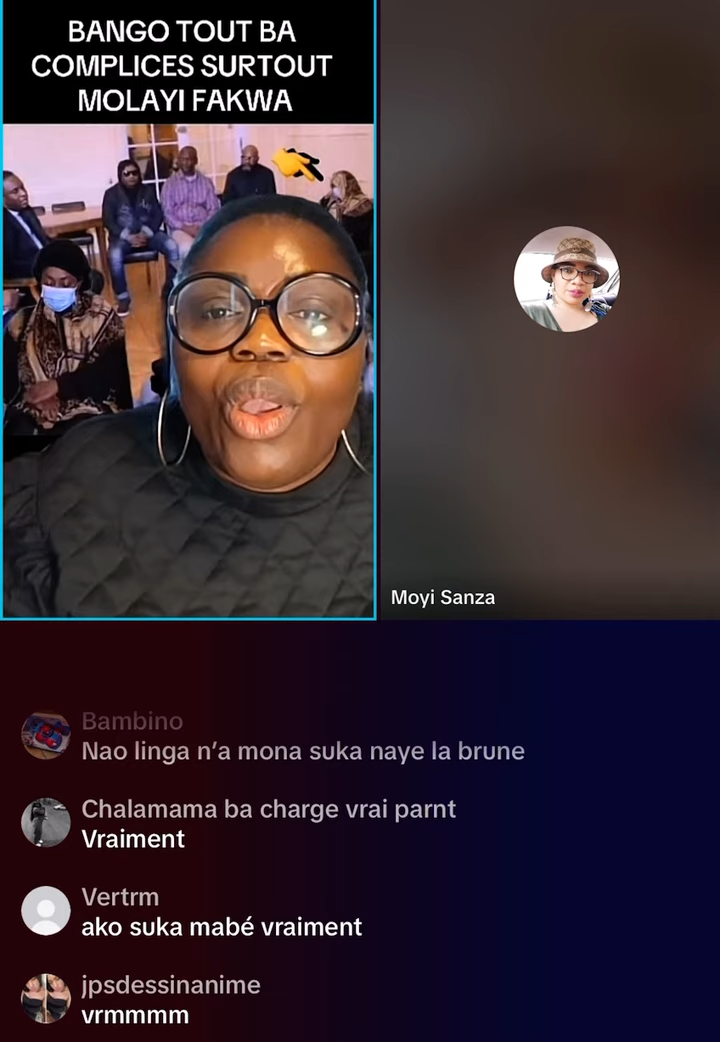 BANGO TOUT BA
COMPLICES SURTOUT
MOLAYI FAKWA
Moyi Sanza
Bambino
Nao linga n’a mona suka naye la brune
Chalamama ba charge vrai parnt
Vraiment
Vertrm
ako suka mabé vraiment
jpsdessinanime
vrmmmm